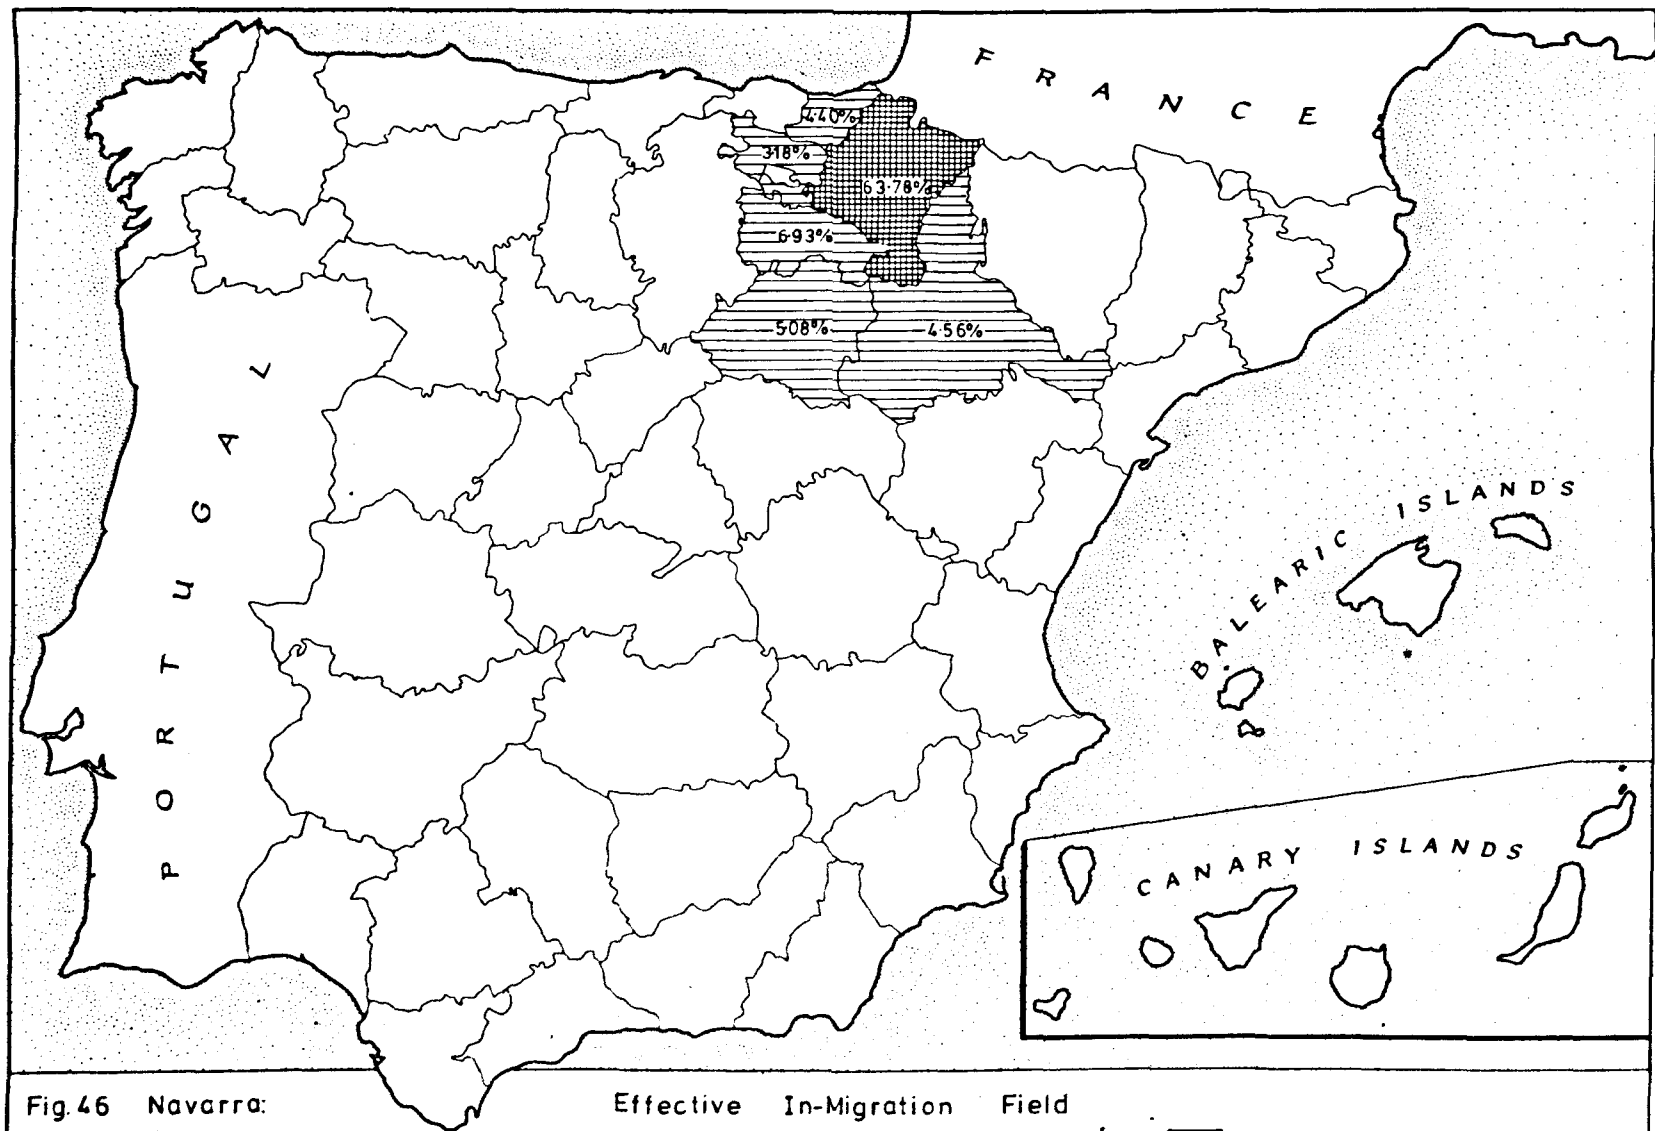 FRANCE
4·40%
3·18%
63·78%
6·93%
5·08%
4·56%
PORTUGAL
BALEARIC ISLANDS
CANARY ISLANDS
Fig. 46 Navarra: Effective In-Migration Field